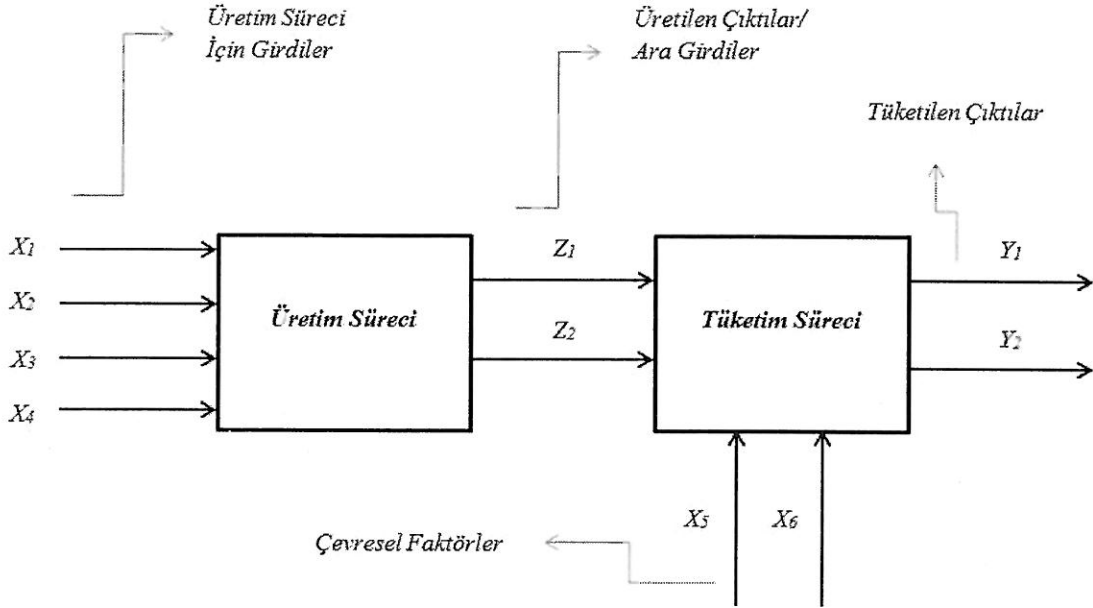 Üretim Süreci
İçin Girdiler
Üretilen Çıktılar/
Ara Girdiler
Tüketilen Çıktılar
X1
X2
X3
X4
Üretim Süreci
Z1
Z2
Tüketim Süreci
Y1
Y2
X5
X6
Çevresel Faktörler